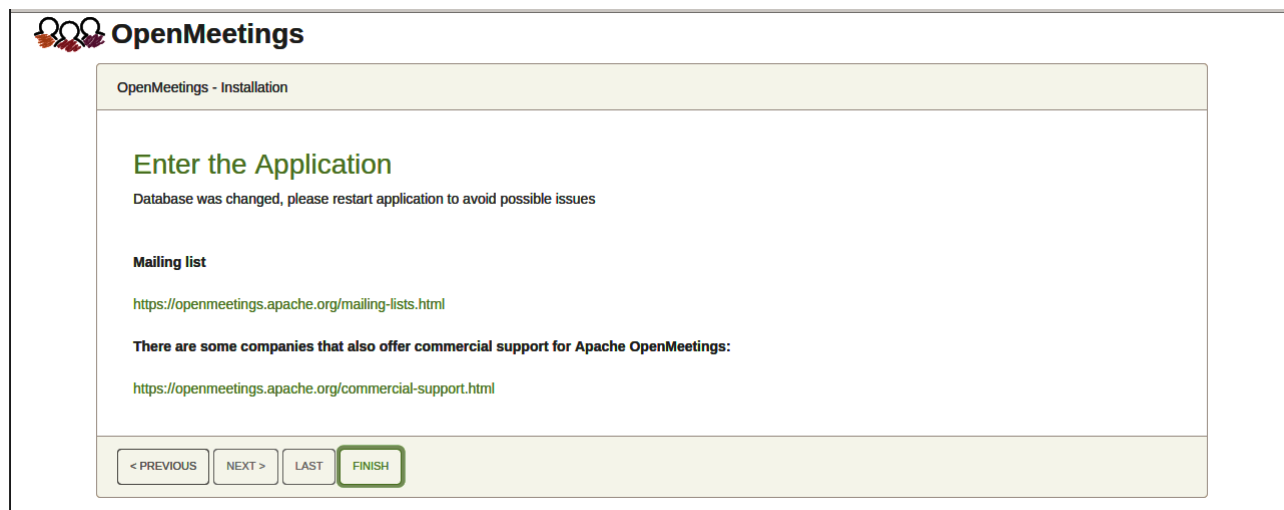 OpenMeetings
OpenMeetings - Installation
Enter the Application
Database was changed, please restart application to avoid possible issues
Mailing list
https://openmeetings.apache.org/mailing-lists.html
There are some companies that also offer commercial support for Apache OpenMeetings:
https://openmeetings.apache.org/commercial-support.html
< PREVIOUS NEXT > LAST FINISH